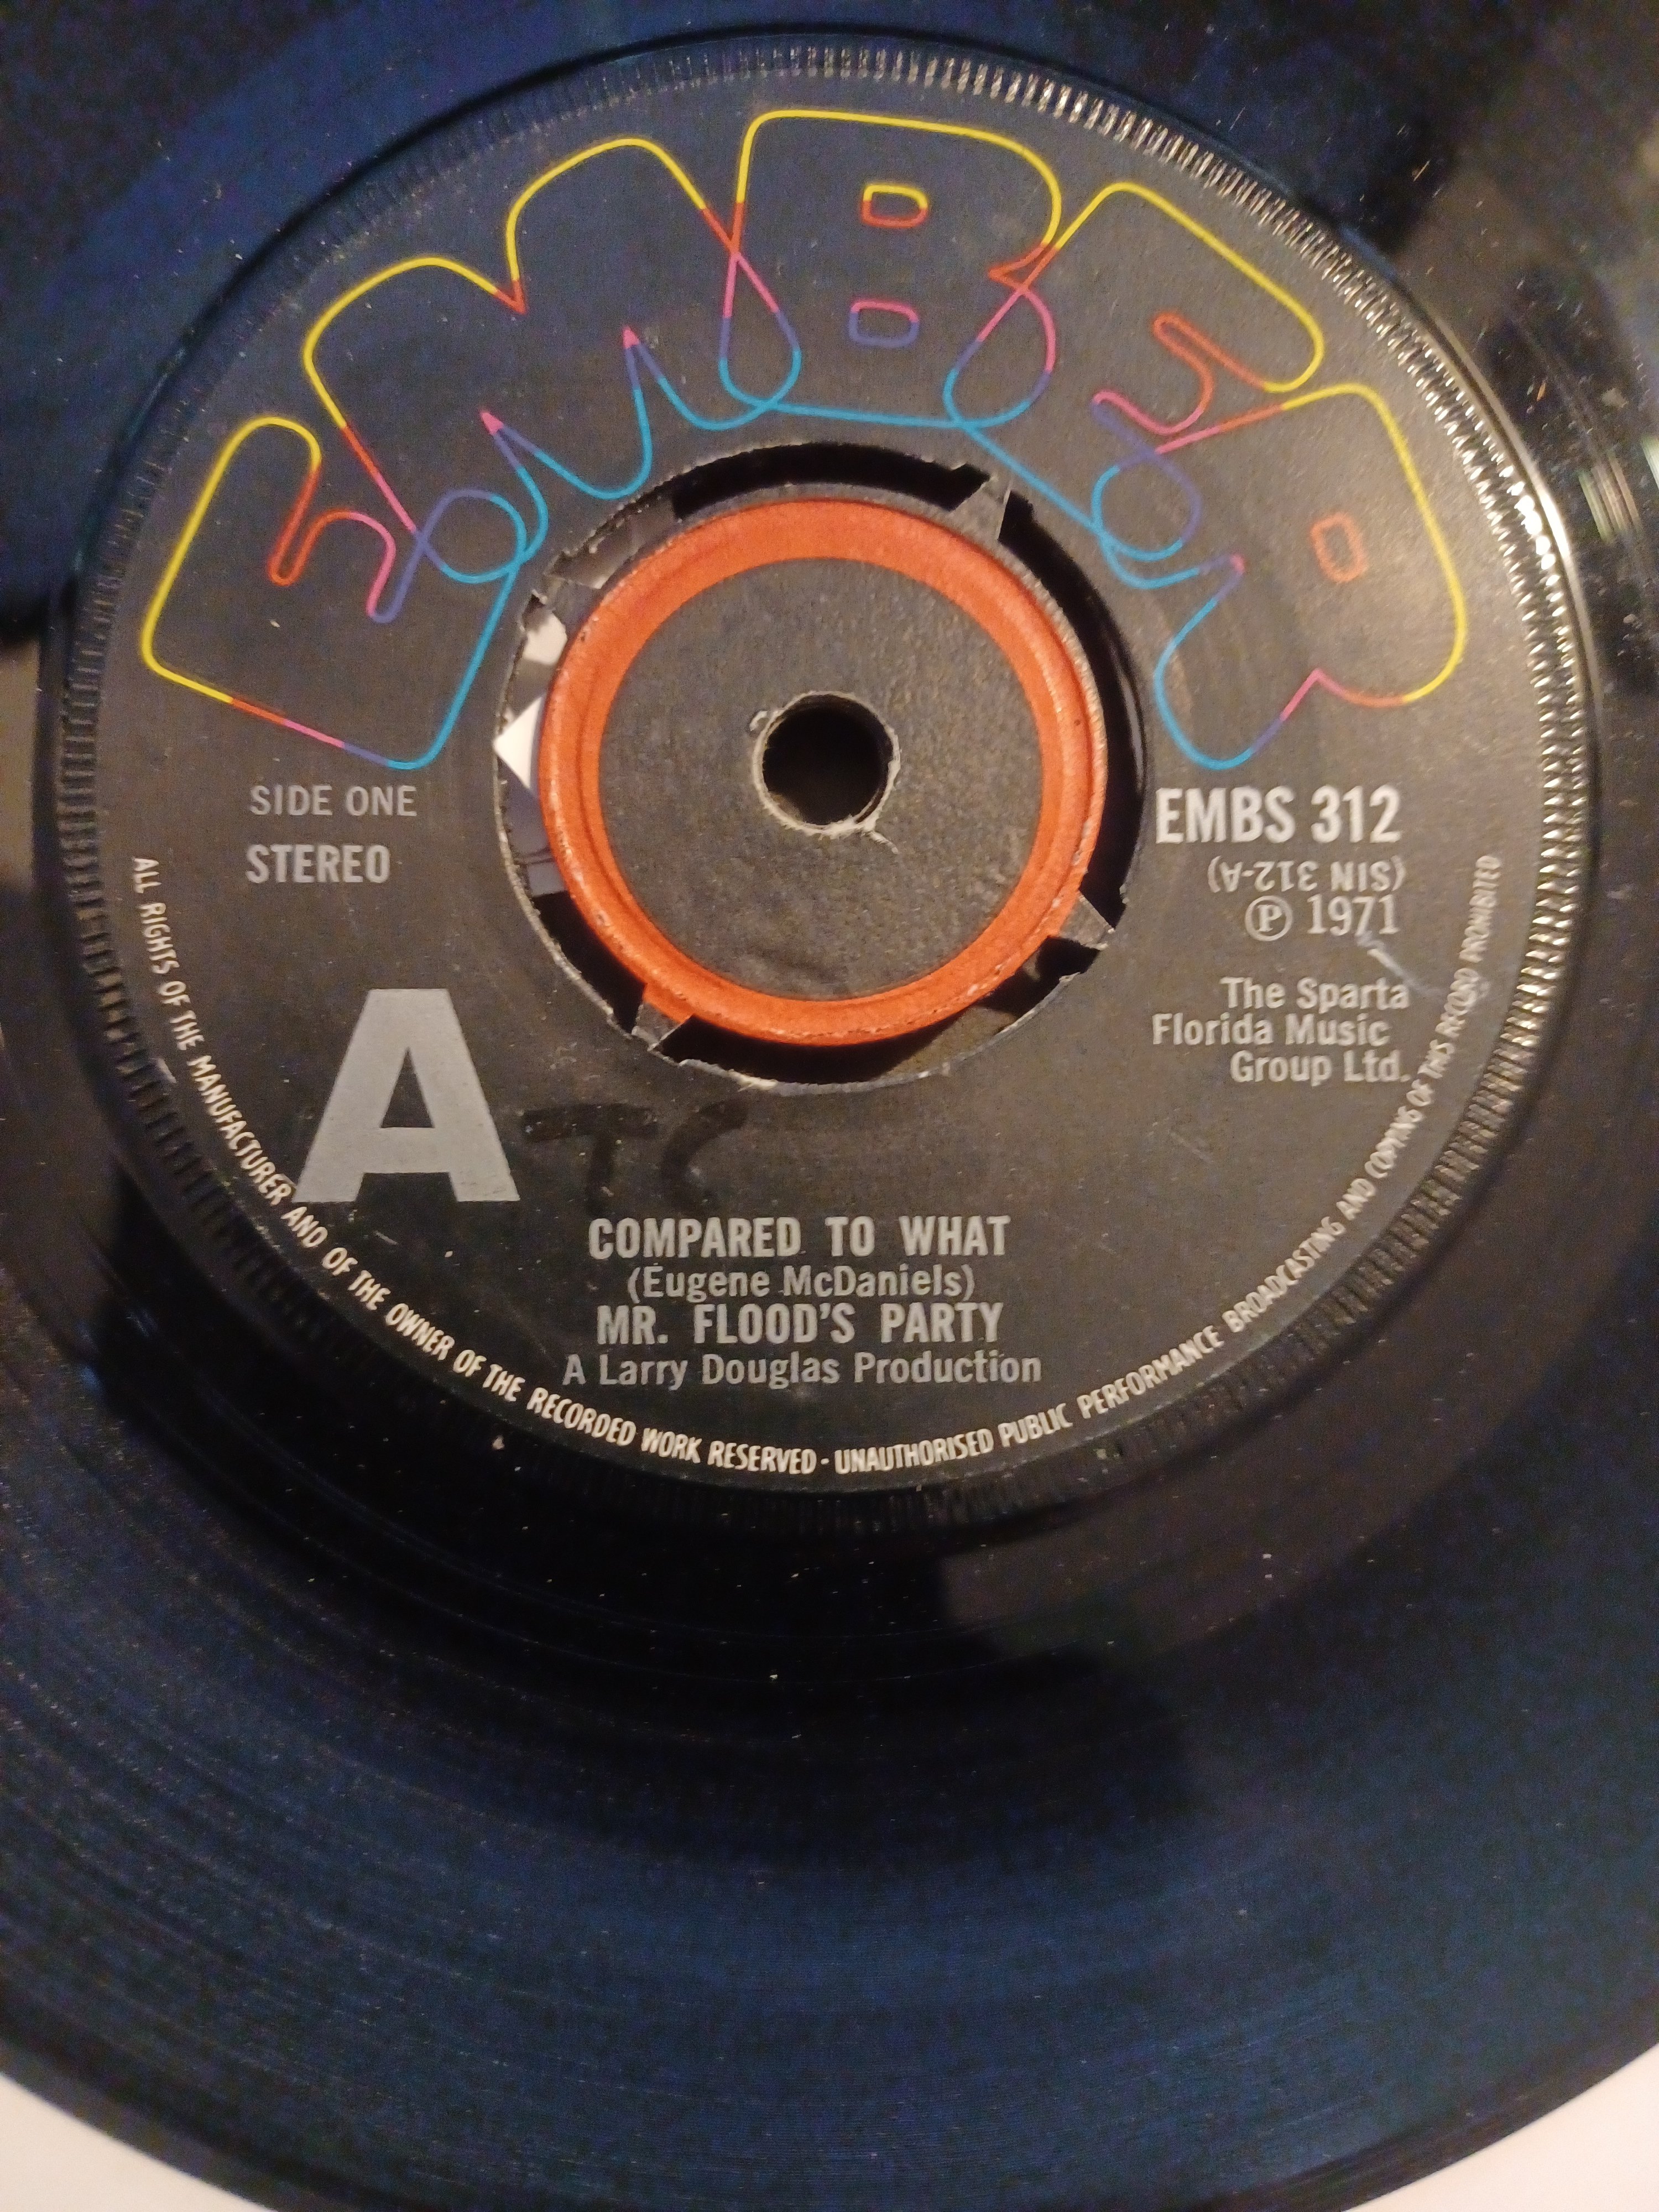 EMBER
SIDE ONE
STEREO
EMBS 312
(SIN 312-A)
℗ 1971
The Sparta
Florida Music
Group Ltd.
A
TC
COMPARED TO WHAT
(Eugene McDaniels)
MR. FLOOD'S PARTY
A Larry Douglas Production
ALL RIGHTS OF THE MANUFACTURER AND OF THE OWNER OF THE RECORDED WORK RESERVED · UNAUTHORISED PUBLIC PERFORMANCE BROADCASTING AND COPYING OF THIS RECORD PROHIBITED